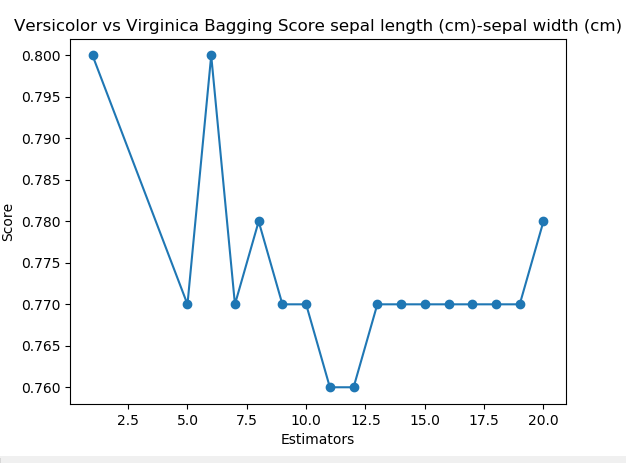 Versicolor vs Virginica Bagging Score sepal length (cm)-sepal width (cm)
0.800
0.795
0.790
0.785
0.780
0.775
0.770
0.765
0.760
Score
2.5 5.0 7.5 10.0 12.5 15.0 17.5 20.0
Estimators